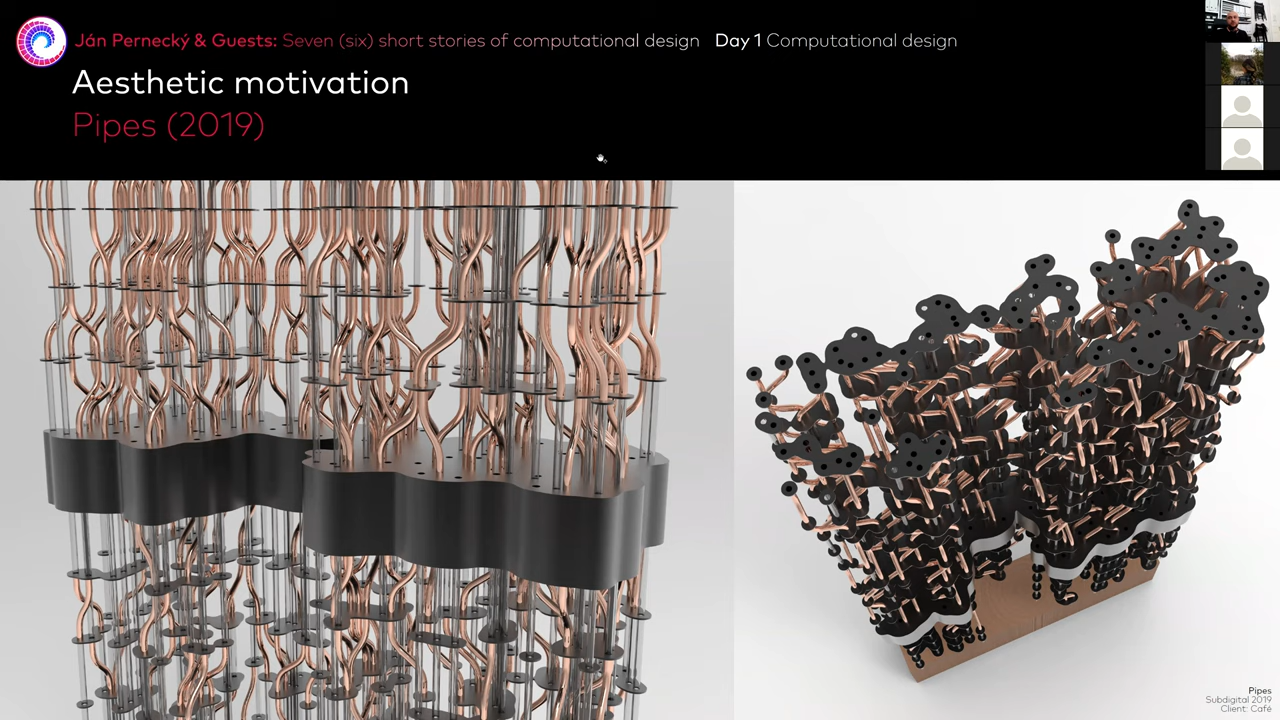 Ján Pernecký & Guests: Seven (six) short stories of computational design Day 1 Computational design
Aesthetic motivation
Pipes (2019)
Pipes
Subdigital 2019
Client: Café